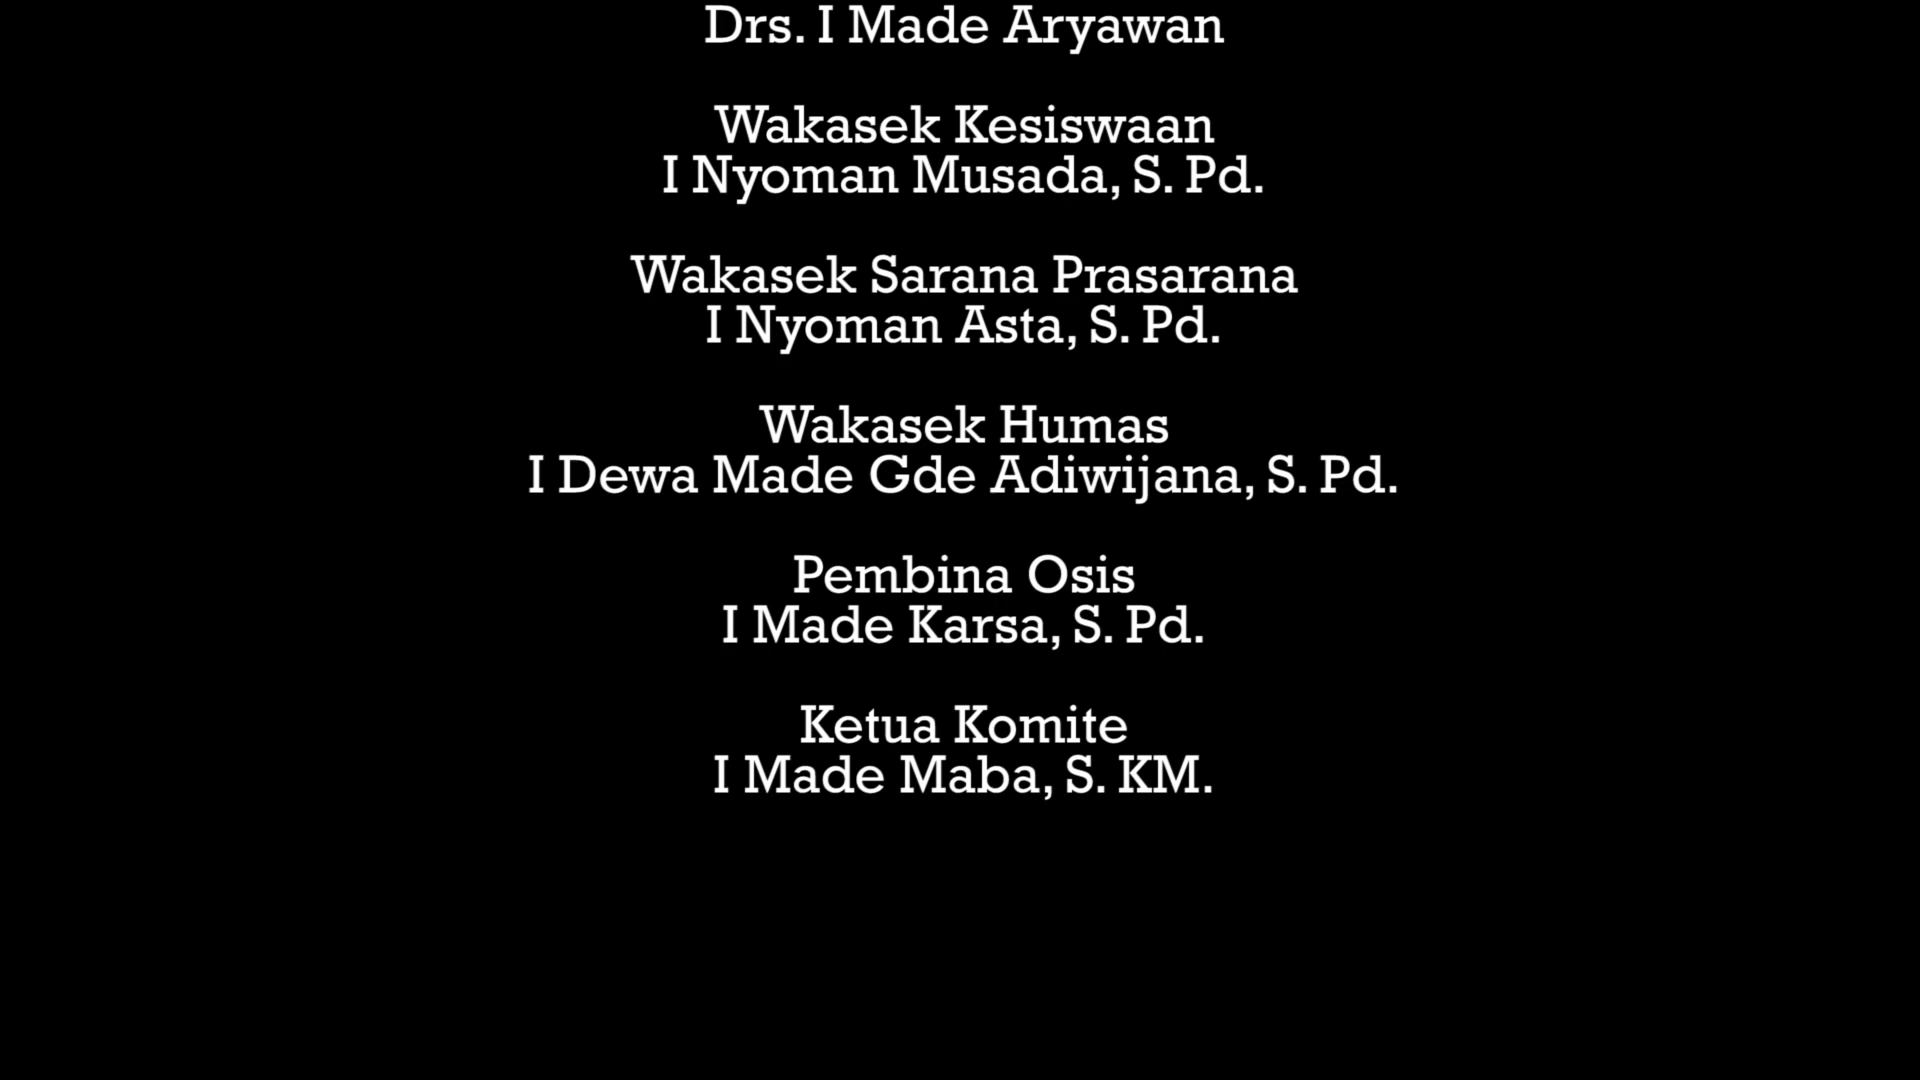 Drs. I Made Aryawan
Wakasek Kesiswaan
I Nyoman Musada, S. Pd.
Wakasek Sarana Prasarana
I Nyoman Asta, S. Pd.
Wakasek Humas
I Dewa Made Gde Adiwijana, S. Pd.
Pembina Osis
I Made Karsa, S. Pd.
Ketua Komite
I Made Maba, S. KM.